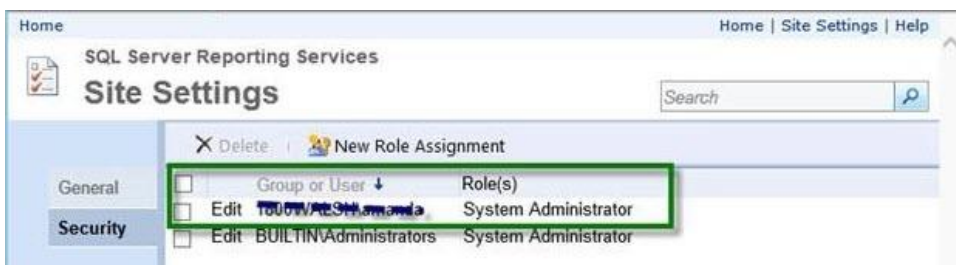 Home
Home | Site Settings | Help
SQL Server Reporting Services
Site Settings
Search
Delete | New Role Assignment
General
Security
Group or User Role(s)
Edit System Administrator
Edit BUILTIN\Administrators System Administrator